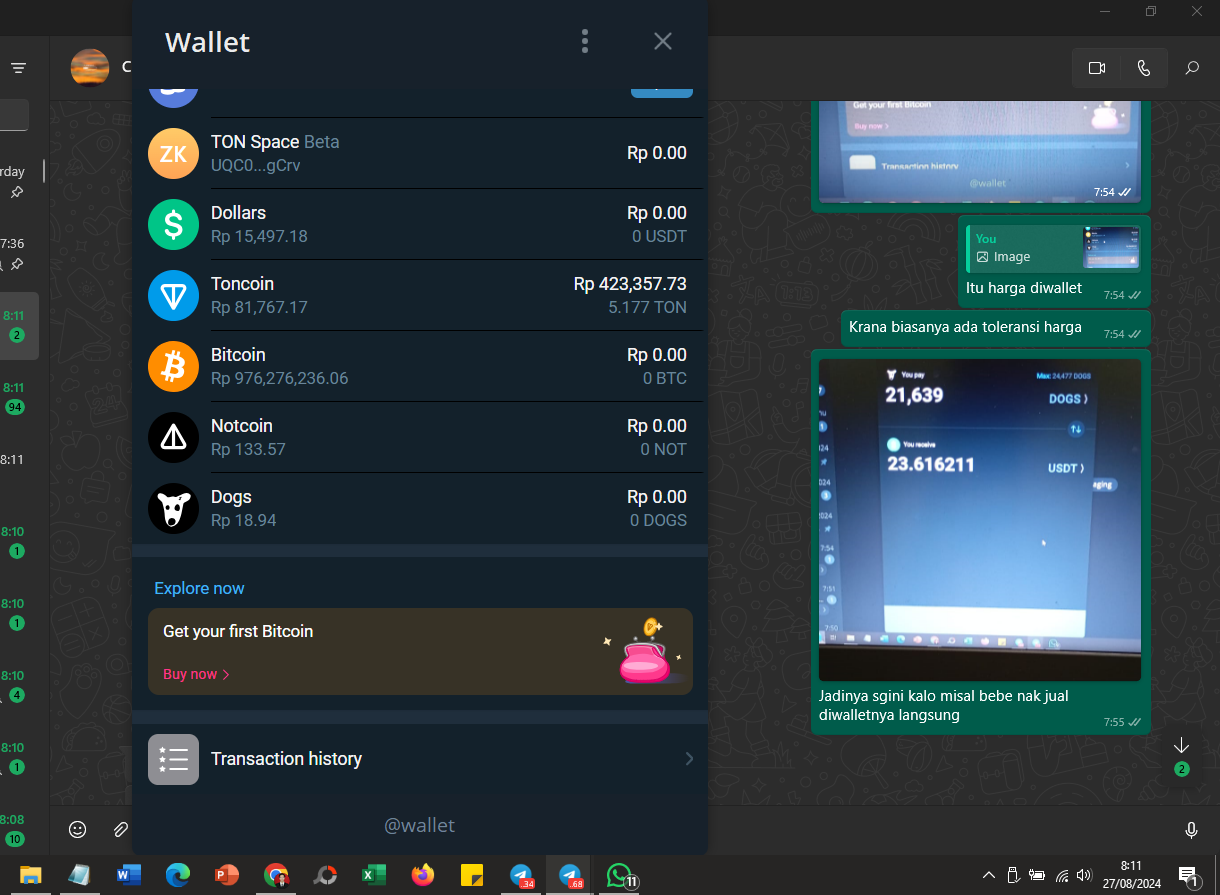 Wallet
TON Space Beta
UQC0...gCrv
Rp 0.00
Dollars
Rp 15,497.18
Rp 0.00
0 USDT
Toncoin
Rp 81,767.17
Rp 423,357.73
5.177 TON
Bitcoin
Rp 976,276,236.06
Rp 0.00
0 BTC
Notcoin
Rp 133.57
Rp 0.00
0 NOT
Dogs
Rp 18.94
Rp 0.00
0 DOGS
Explore now
Get your first Bitcoin
Buy now >
Transaction history
@wallet
C
rday
7:36
8:11
2
8:11
94
8:11
8:10
1
8:10
1
8:10
4
8:10
1
8:08
10
Get your first Bitcoin
Buy now >
Transaction history
@wallet
7:54
You
Image
Itu harga diwallet
7:54
Krana biasanya ada toleransi harga
7:54
You pay
Max: 24,477 DOGS
21,639
DOGS >
You receive
23.616211
USDT >
aging
Jadinya sgini kalo misal bebe nak jual
diwalletnya langsung
7:55
2
ZK
.34
.68
11
8:11
27/08/2024
1